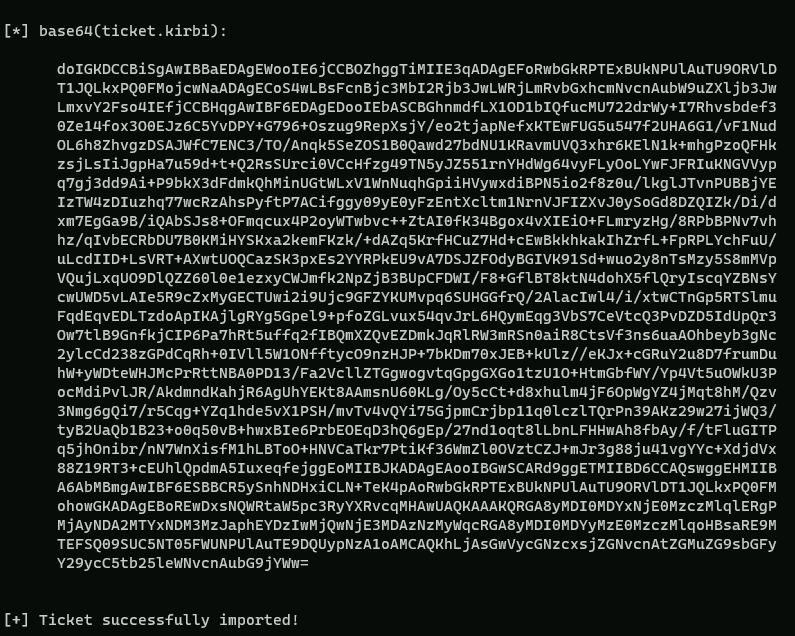 [*] base64(ticket.kirbi):
doIGKDCCBiSgAwIBBaEDAgEWooIE6jCCBOZhggTiMIIE3qADAgEFoRwbGkRPTExBUkNPUlAuTU9ORVlD
T1JQLkxPQ0FMojcwNaADAgECoS4wLBsFcnBjc3MbI2Rjb3JwLWRjLmRvbGxhcmNvcnAubW9uZXljb3Jw
LmxvY2Fso4IEfjCCBHqgAwIBF6EDAgEDooIEbASCBGhnmdfLX1OD1bIQfucMU722drWy+I7Rhvsbdef3
0Ze14fox3O0EJz6C5YvDPY+G796+Oszug9RepXsjY/eo2tjapNefxKTEwFUG5u547f2UHA6G1/vF1Nud
OL6h8ZhvgzDSAJWfC7ENC3/TO/Anqk5SeZOS1B0Qawd27bdNU1KRavmUVQ3xhr6KElN1k+mhgPzoQFHk
zsjLsIiJgpHa7u59d+t+Q2RsSUrci0VCcHfzg49TN5yJZ551rnYHdWg64vyFLyOoLYwFJFRIuKNGVVyp
q7gj3dd9Ai+P9bkX3dFdmkQhMinUGtWLxV1WnNuqhGpiiHVywxdiBPN5io2f8z0u/lkglJTvnPUBBjYE
IzTW4zDIuzhq77wcRzAhsPyftP7ACifggy09yE0yFzEntXcltm1NrnVJFIZXvJ0ySoGd8DZQIZk/Di/d
xm7EgGa9B/iQAbSJs8+OFmqcux4P2oyWTwbvc++ZtAI0fK34Bgox4vXIEiO+FLmryzHg/8RPbBPNv7vh
hz/qIvbECRbDU7B0KMiHYSKxa2kemFKzk/+dAZq5KrfHCuZ7Hd+cEwBkkhkakIhZrfL+FpRPLYchFuU/
uLcdIID+LsVRT+AXwtUOQCazSK3pxEs2YYRPkEU9vA7DSJZFOdyBGIVK91Sd+wuo2y8nTsMzy5S8mMVp
VQujLxqUO9DlQZZ60l0e1ezxyCWJmfk2NpZjB3BUpCFDWI/F8+GflBT8ktN4dohX5flQryIscqYZBNsY
cwUWD5vLAIe5R9cZxMyGECTUwi2i9Ujc9GFZYKUMvpq6SUHGGfrQ/2AlacIwl4/i/xtwCTnGp5RTSlmu
FqdEqvEDLTzdoApIKAjlgRYg5Gpel9+pfoZGLvux54qvJrL6HQymEqg3VbS7CeVtcQ3PvDZD5IdUpQr3
Ow7tlB9GnfkjCIP6Pa7hRt5uffq2fIBQmXZQvEZDmkJqRlRW3mRSn0aiR8CtsVf3ns6uaAOhbeyb3gNc
2ylcCd238zGPdCqRh+0IVll5W1ONfftycO9nzHJP+7bKDm70xJEB+kUlz//eKJx+cGRuY2u8D7frumDu
hW+yWDteWHJMcPrRttNBA0PD13/Fa2VcllZTGgwogvtqGpgGXGo1tzU1O+HtmGbfWY/Yp4Vt5uOWkU3P
ocMdiPvlJR/AkdmndKahjR6AgUhYEKt8AAmsnU60KLg/Oy5cCt+d8xhulm4jF6OpWgYZ4jMqt8hM/Qzv
3Nmg6gQi7/r5Cqg+YZq1hde5vX1PSH/mvTv4vQYi75GjpmCrjbp11q0lczlTQrPn39AKz29w27ijWQ3/
tyB2UaQb1B23+o0q50vB+hwxBIe6PrbEOEqD3hQ6gEp/27nd1oqt8lLbnLFHHwAh8fbAy/f/tFluGITP
q5jhOnibr/nN7WnXisfM1hLBToO+HNVCaTkr7PtiKf36WmZl0OVztCZJ+mJr3g88ju41vgYYc+XdjdVx
88Z19RT3+cEUhlQpdmA5IuxeqfejggEoMIIBJKADAgEAooIBGwSCARd9ggETMIIBD6CCAQswggEHMIIB
A6AbMBmgAwIBF6ESBBCR5ySnhNDHxiCLN+TeK4pAoRwbGkRPTExBUkNPUlAuTU9ORVlDT1JQLkxPQ0FM
ohowGKADAgEBoREwDxsNQWRtaW5pc3RyYXRvcqMHAwUAQKAAAKQRGA8yMDI0MDYxNjE0MzczMlqlERgP
MjAyNDA2MTYxNDM3MzJaphEYDzIwMjQwNjE3MDAzNzMyWqcRGA8yMDI0MDYyMzE0MzczMlqoHBsaRE9M
TEFSQ09SUC5NT05FWUNPUlAuTE9DQUypNzA1oAMCAQKhLjAsGwVycGNzcxsjZGNvcnAtZGMuZG9sbGFy
Y29ycC5tb25leWNvcnAubG9jYWw=
[+] Ticket successfully imported!